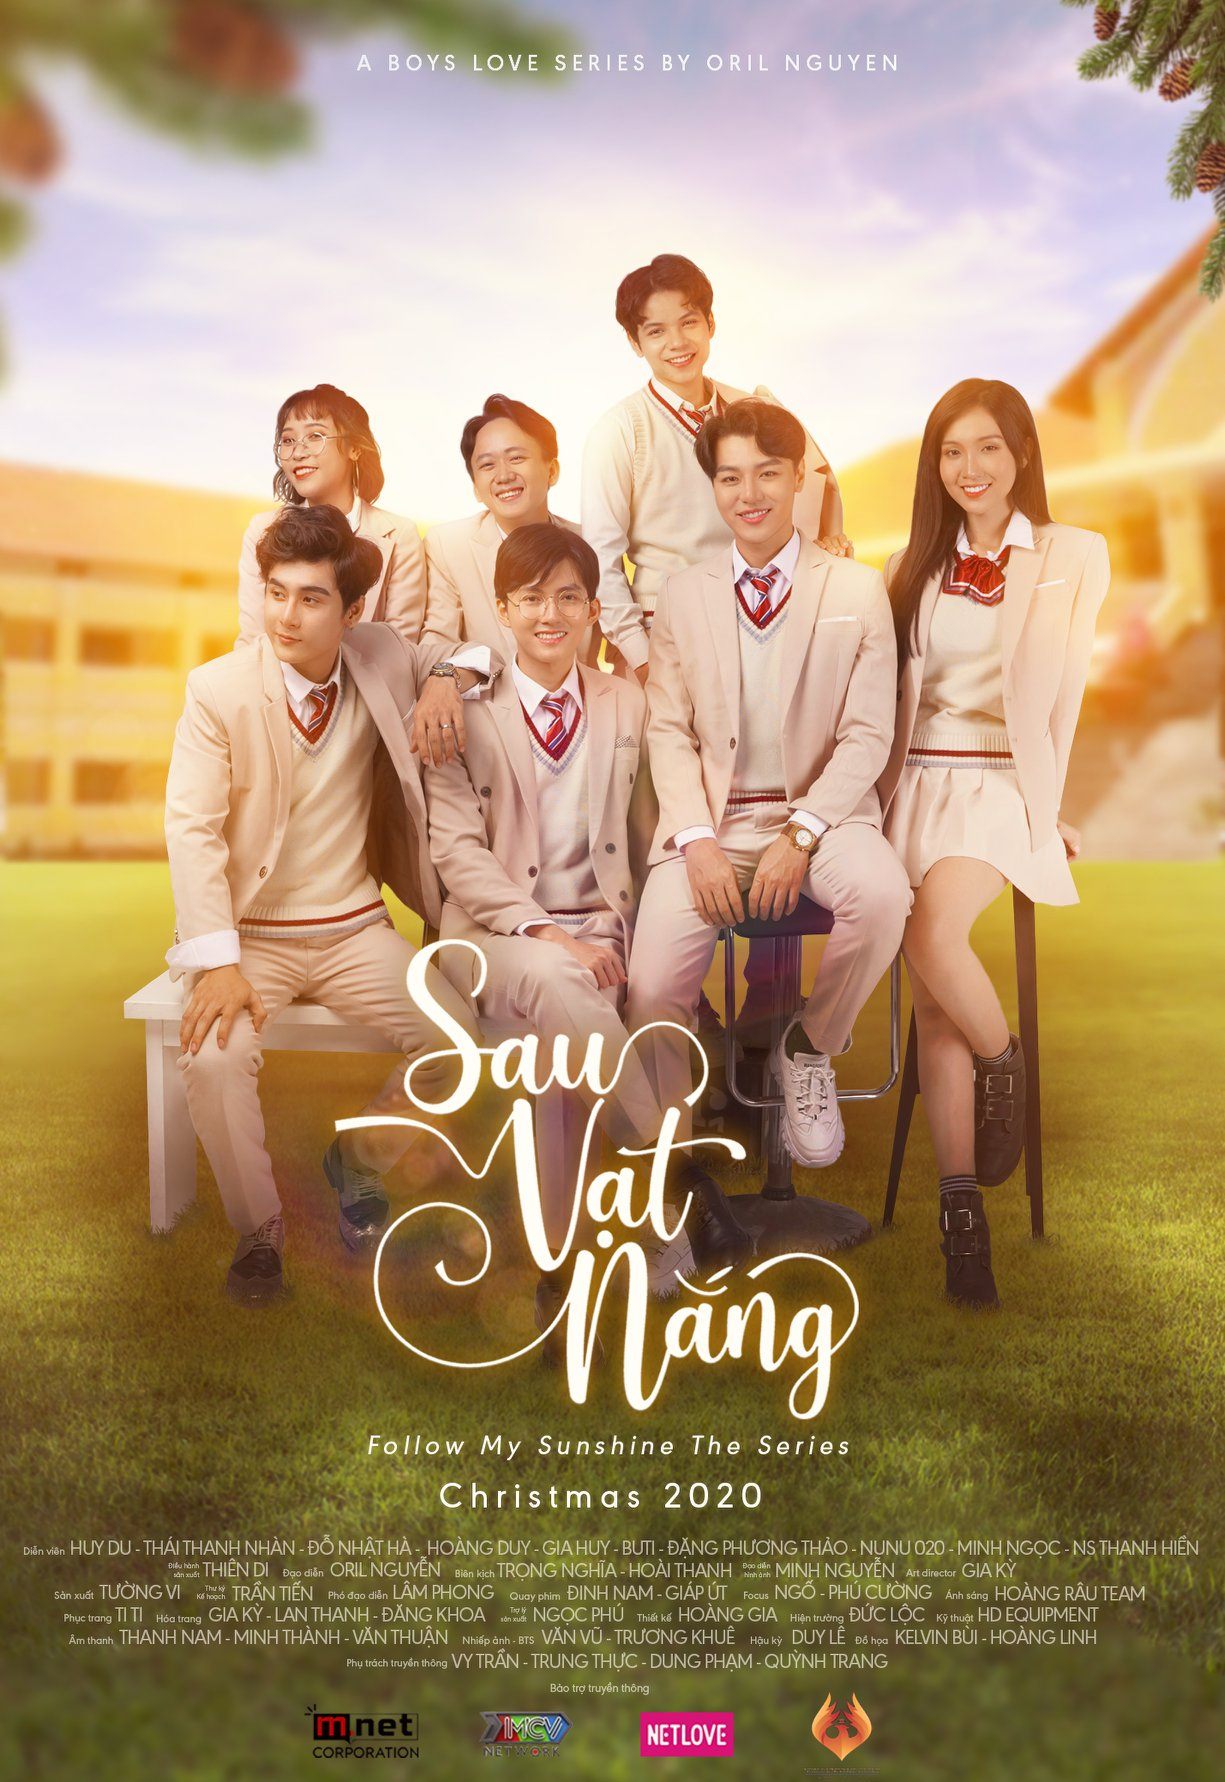 A BOYS LOVE SERIES BY ORIL NGUYEN
Sau
Vạt
Nắng
Follow My Sunshine The Series
Christmas 2020
Diễn viên HUY DU - THÁI THANH NHÀN - ĐỖ NHẬT HÀ - HOÀNG DUY - GIA HUY - BUTI - ĐẶNG PHƯƠNG THẢO - NUNU 020 - MINH NGỌC - NS THANH HIỀN
Điều hành sản xuất THIÊN DI Đạo diễn ORIL NGUYỄN Biên kịch TRỌNG NGHĨA - HOÀI THANH Đạo diễn hình ảnh MINH NGUYỄN Art director GIA KỲ
Sản xuất TƯỜNG VI Thư ký Kế hoạch TRẦN TIẾN Phó đạo diễn LÂM PHONG Quay phim ĐINH NAM - GIÁP ÚT Focus NGÕ - PHÚ CƯỜNG Ánh sáng HOÀNG RÂU TEAM
Phục trang TI TI Hóa trang GIA KỲ - LAN THANH - ĐĂNG KHOA Trợ lý sản xuất NGỌC PHÚ Thiết kế HOÀNG GIA Hiện trường ĐỨC LỘC Kỹ thuật HD EQUIPMENT
Âm thanh THANH NAM - MINH THÀNH - VĂN THUẬN Nhiếp ảnh - BTS VĂN VŨ - TRƯƠNG KHUÊ Hậu kỳ DUY LÊ Đồ họa KELVIN BÙI - HOÀNG LINH
Phụ trách truyền thông VY TRẦN - TRUNG THỰC - DUNG PHẠM - QUỲNH TRANG
Bảo trợ truyền thông
mnet CORPORATION
MCV NETWORK
NETLOVE